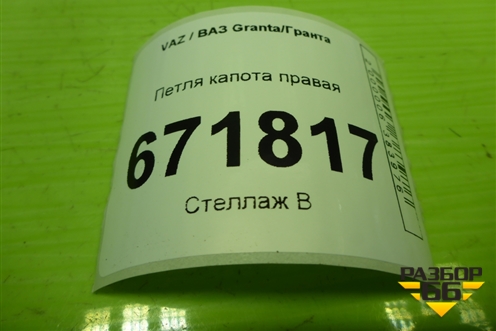 VAZ / ВАЗ Granta/Гранта
Петля капота правая
671817
Стеллаж В
РАЗБОР
66